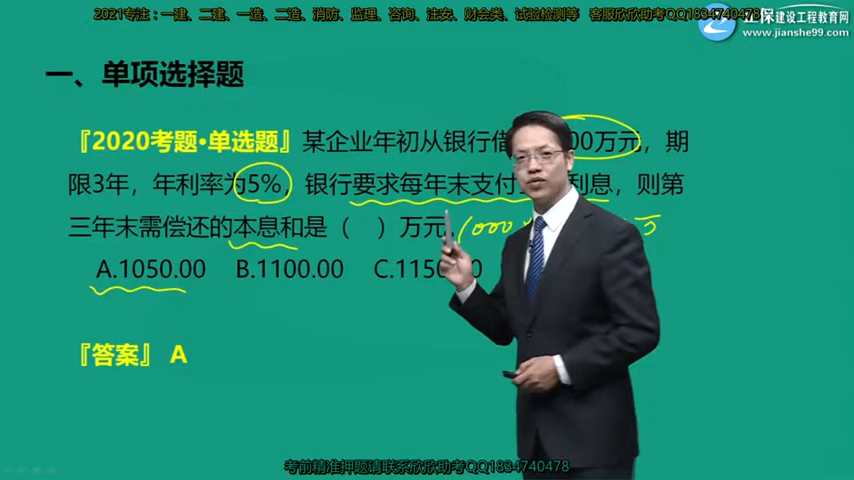 2021专注：一建、二建、一造、二造、消防、监理、咨询、注安、财会类、试验检测等 客服欣欣助考QQ1834740478
建设工程教育网
www.jianshe99.com
一、单项选择题
『2020考题·单选题』某企业年初从银行借 00万元，期
限3年，年利率为5%，银行要求每年末支付 利息，则第
三年末需偿还的本息和是（ ）万元。 1000
A.1050.00 B.1100.00 C.1150. 0
『答案』 A
考前精准押题请联系欣欣助考QQ1834740478